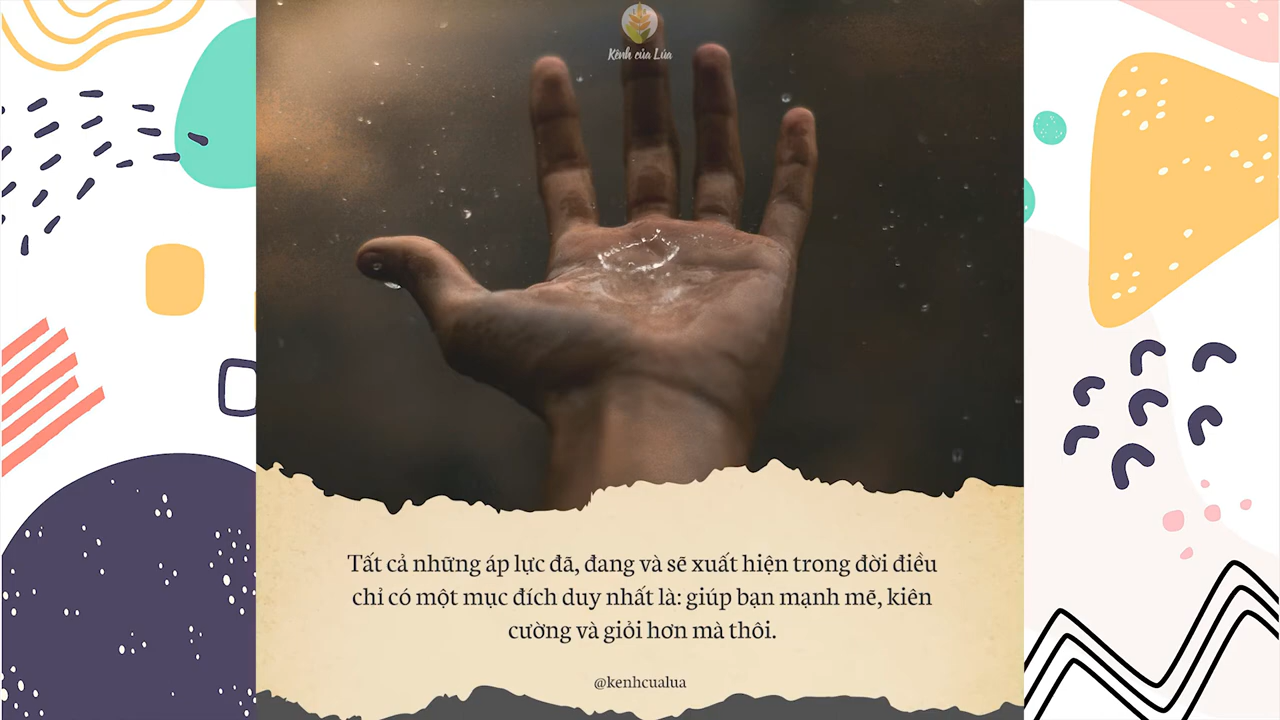 Kênh của Lúa
Tất cả những áp lực đã, đang và sẽ xuất hiện trong đời điều
chỉ có một mục đích duy nhất là: giúp bạn mạnh mẽ, kiên
cường và giỏi hơn mà thôi.
@kenhcualua